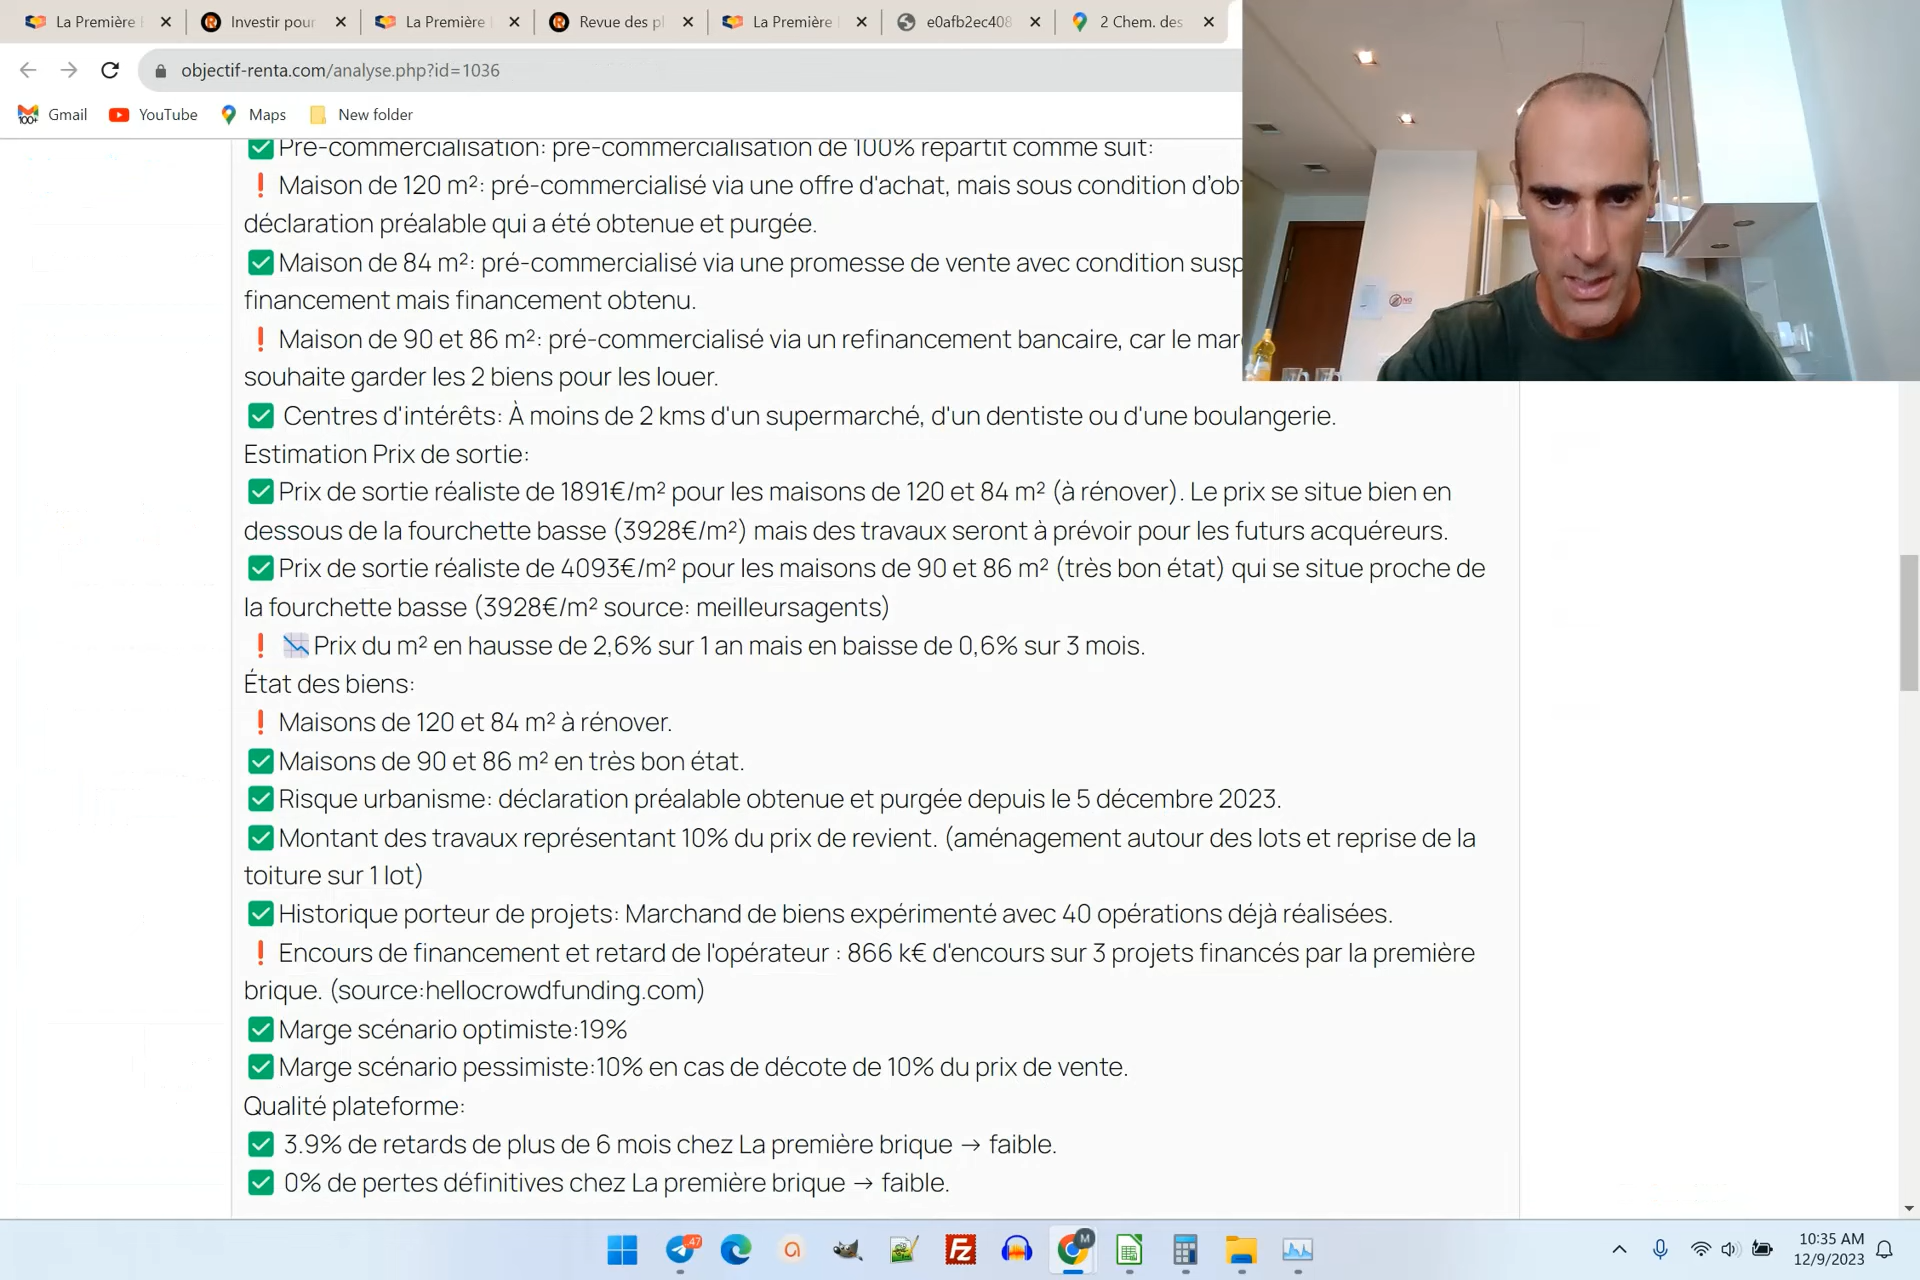 La Première
Investir pour
La Première
Revue des pl
La Première
e0afb2ec408
2 Chem. des
objectif-renta.com/analyse.php?id=1036
Gmail
YouTube
Maps
New folder
Pré-commercialisation: pré-commercialisation de 100% répartit comme suit:
Maison de 120 m²: pré-commercialisé via une offre d'achat, mais sous condition d'ob
déclaration préalable qui a été obtenue et purgée.
Maison de 84 m²: pré-commercialisé via une promesse de vente avec condition susp
financement mais financement obtenu.
Maison de 90 et 86 m²: pré-commercialisé via un refinancement bancaire, car le mar
souhaite garder les 2 biens pour les louer.
Centres d'intérêts: À moins de 2 kms d'un supermarché, d'un dentiste ou d'une boulangerie.
Estimation Prix de sortie:
Prix de sortie réaliste de 1891€/m² pour les maisons de 120 et 84 m² (à rénover). Le prix se situe bien en
dessous de la fourchette basse (3928€/m²) mais des travaux seront à prévoir pour les futurs acquéreurs.
Prix de sortie réaliste de 4093€/m² pour les maisons de 90 et 86 m² (très bon état) qui se situe proche de
la fourchette basse (3928€/m² source: meilleursagents)
Prix du m² en hausse de 2,6% sur 1 an mais en baisse de 0,6% sur 3 mois.
État des biens:
Maisons de 120 et 84 m² à rénover.
Maisons de 90 et 86 m² en très bon état.
Risque urbanisme: déclaration préalable obtenue et purgée depuis le 5 décembre 2023.
Montant des travaux représentant 10% du prix de revient. (aménagement autour des lots et reprise de la
toiture sur 1 lot)
Historique porteur de projets: Marchand de biens expérimenté avec 40 opérations déjà réalisées.
Encours de financement et retard de l'opérateur : 866 k€ d'encours sur 3 projets financés par la première
brique. (source:hellocrowdfunding.com)
Marge scénario optimiste:19%
Marge scénario pessimiste:10% en cas de décote de 10% du prix de vente.
Qualité plateforme:
3.9% de retards de plus de 6 mois chez La première brique → faible.
0% de pertes définitives chez La première brique → faible.
47
M
10:35 AM
12/9/2023